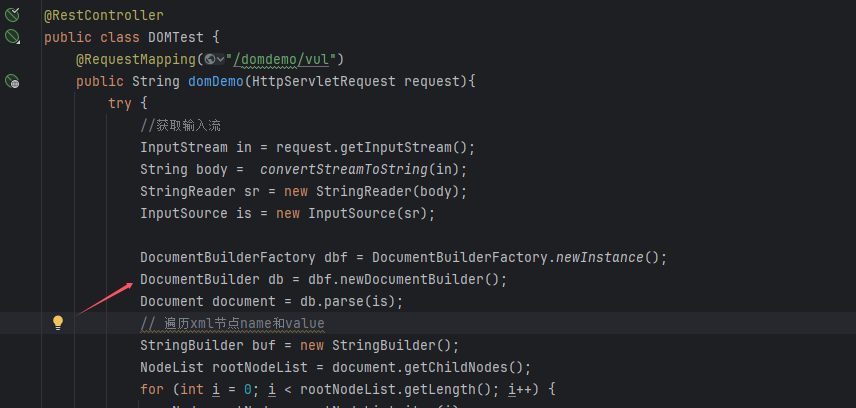 @RestController
public class DOMTest {
@RequestMapping("/domdemo/vul")
public String domDemo(HttpServletRequest request){
try {
//获取输入流
InputStream in = request.getInputStream();
String body =  convertStreamToString(in);
StringReader sr = new StringReader(body);
InputSource is = new InputSource(sr);
DocumentBuilderFactory dbf = DocumentBuilderFactory.newInstance();
DocumentBuilder db = dbf.newDocumentBuilder();
Document document = db.parse(is);
// 遍历xml节点name和value
StringBuilder buf = new StringBuilder();
NodeList rootNodeList = document.getChildNodes();
for (int i = 0; i < rootNodeList.getLength(); i++) {